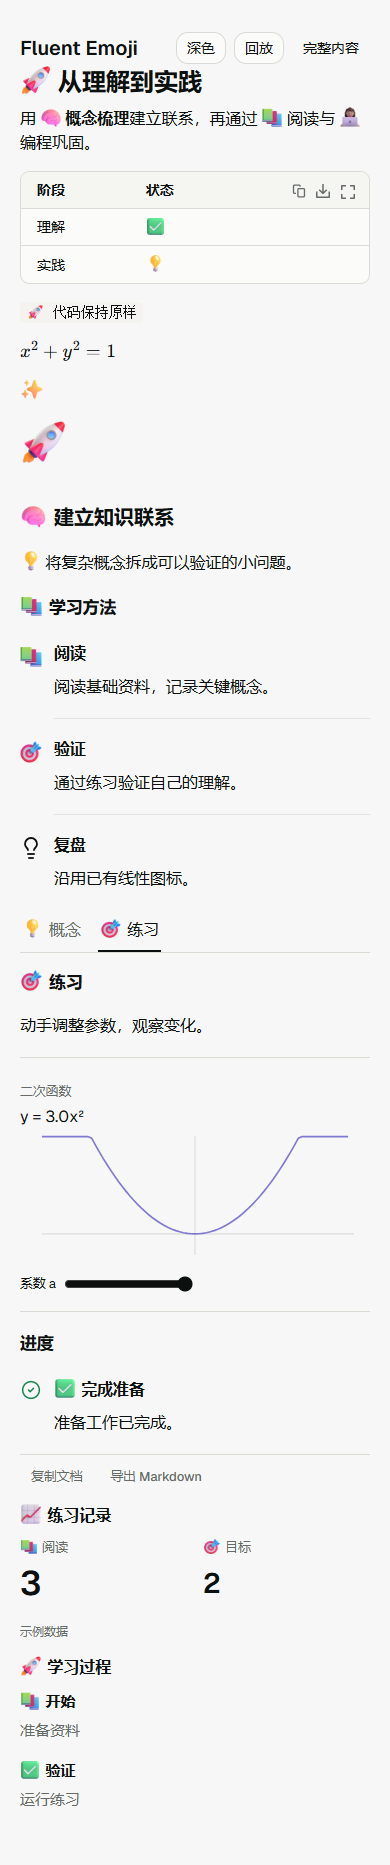 Fluent Emoji 深色 回放 完整内容
🚀 从理解到实践
用 🧠 概念梳理建立联系，再通过 📚 阅读与 👩🏽‍💻
编程巩固。
阶段 状态
理解 ✅
实践 💡
🚀 代码保持原样
x² + y² = 1
✨
🚀
🧠 建立知识联系
💡 将复杂概念拆成可以验证的小问题。
📚 学习方法
📚 阅读
阅读基础资料，记录关键概念。
🎯 验证
通过练习验证自己的理解。
复盘
沿用已有线性图标。
💡 概念 🎯 练习
🎯 练习
动手调整参数，观察变化。
二次函数
y = 3.0x²
系数 a
进度
✅ 完成准备
准备工作已完成。
复制文档 导出 Markdown
📈 练习记录
📚 阅读 🎯 目标
3 2
示例数据
🚀 学习过程
📚 开始
准备资料
✅ 验证
运行练习